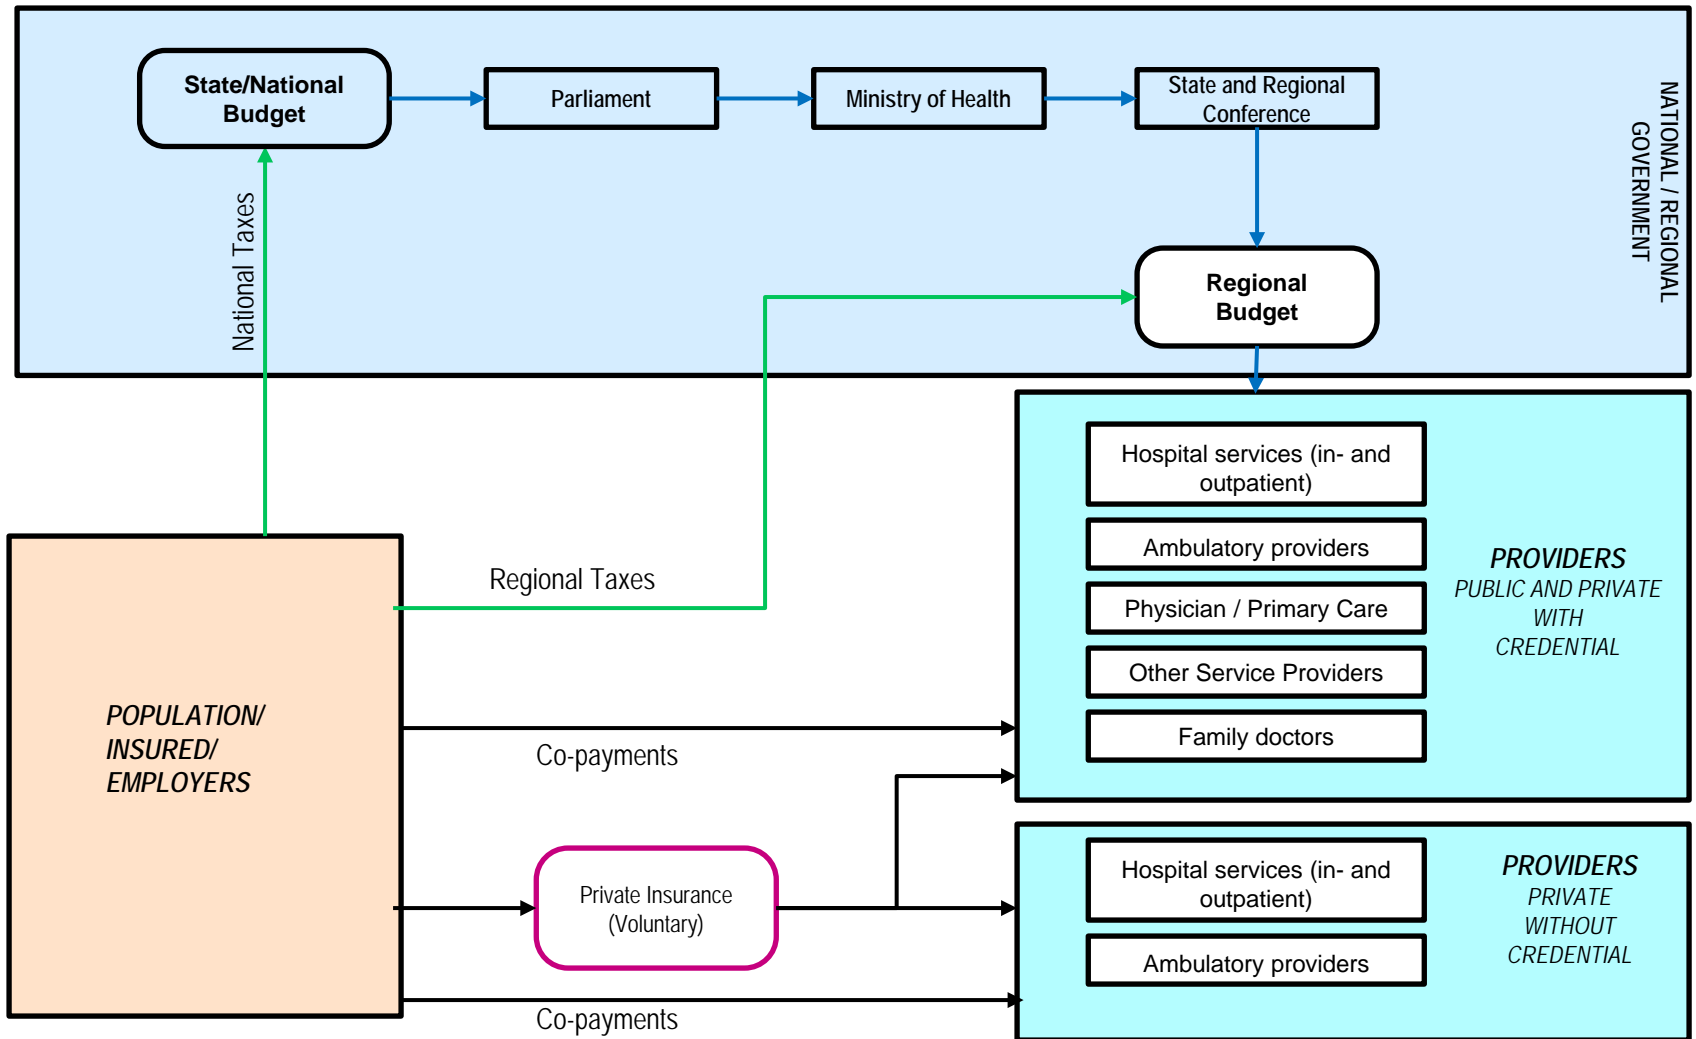 State/National
Budget
Parliament
Ministry of Health
State and Regional
Conference
NATIONAL / REGIONAL
GOVERNMENT
National Taxes
Regional
Budget
Hospital services (in- and
outpatient)
Ambulatory providers
Physician / Primary Care
Other Service Providers
Family doctors
PROVIDERS
PUBLIC AND PRIVATE
WITH
CREDENTIAL
Regional Taxes
POPULATION/
INSURED/
EMPLOYERS
Co-payments
Private Insurance
(Voluntary)
Hospital services (in- and
outpatient)
Ambulatory providers
PROVIDERS
PRIVATE
WITHOUT
CREDENTIAL
Co-payments